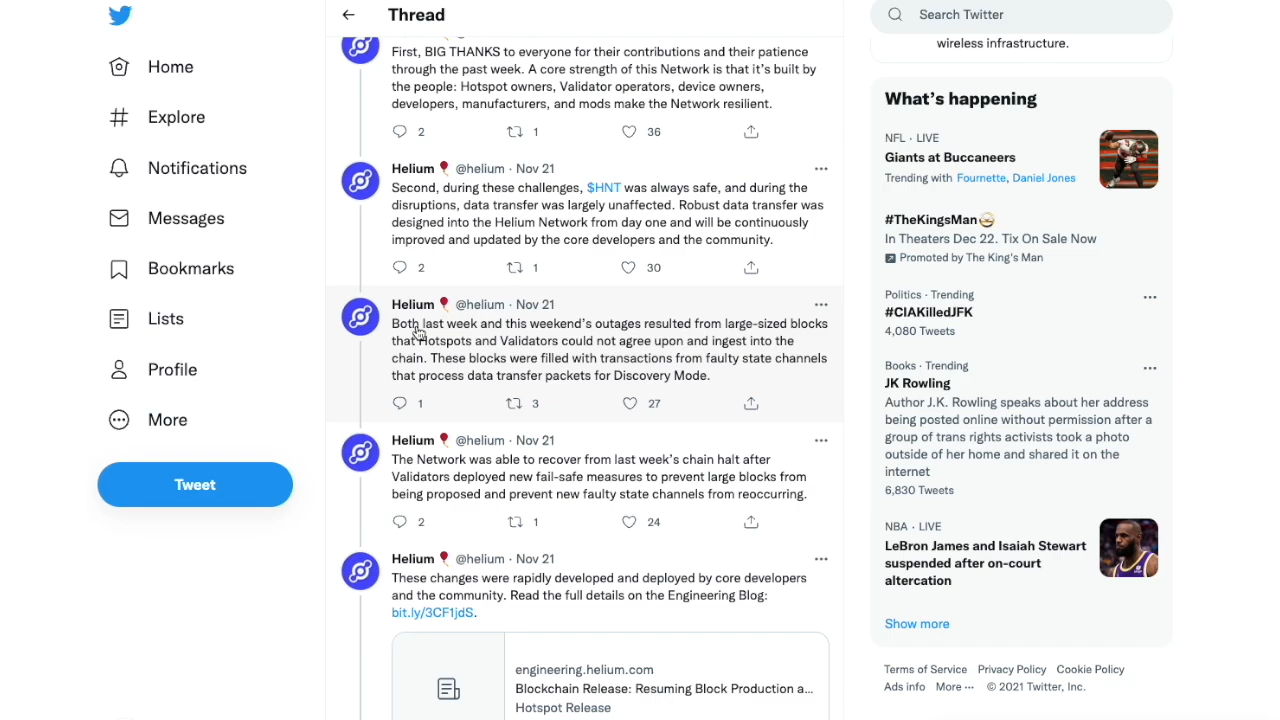 Home
Explore
Notifications
Messages
Bookmarks
Lists
Profile
More
Tweet
Thread
First, BIG THANKS to everyone for their contributions and their patience
through the past week. A core strength of this Network is that it's built by
the people: Hotspot owners, Validator operators, device owners,
developers, manufacturers, and mods make the Network resilient.
2 1 36
Helium @helium · Nov 21
Second, during these challenges, $HNT was always safe, and during the
disruptions, data transfer was largely unaffected. Robust data transfer was
designed into the Helium Network from day one and will be continuously
improved and updated by the core developers and the community.
2 1 30
Helium @helium · Nov 21
Both last week and this weekend's outages resulted from large-sized blocks
that Hotspots and Validators could not agree upon and ingest into the
chain. These blocks were filled with transactions from faulty state channels
that process data transfer packets for Discovery Mode.
1 3 27
Helium @helium · Nov 21
The Network was able to recover from last week's chain halt after
Validators deployed new fail-safe measures to prevent large blocks from
being proposed and prevent new faulty state channels from reoccurring.
2 1 24
Helium @helium · Nov 21
These changes were rapidly developed and deployed by core developers
and the community. Read the full details on the Engineering Blog:
bit.ly/3CF1jdS.
engineering.helium.com
Blockchain Release: Resuming Block Production a...
Hotspot Release
Search Twitter
wireless infrastructure.
What's happening
NFL · LIVE
Giants at Buccaneers
Trending with Fournette, Daniel Jones
#TheKingsMan
In Theaters Dec 22. Tix On Sale Now
Promoted by The King's Man
Politics · Trending
#CIAKilledJFK
4,080 Tweets
Books · Trending
JK Rowling
Author J.K. Rowling speaks about her address
being posted online without permission after a
group of trans rights activists took a photo
outside of her home and shared it on the
internet
6,830 Tweets
NBA · LIVE
LeBron James and Isaiah Stewart
suspended after on-court
altercation
Show more
Terms of Service Privacy Policy Cookie Policy
Ads info More ··· © 2021 Twitter, Inc.